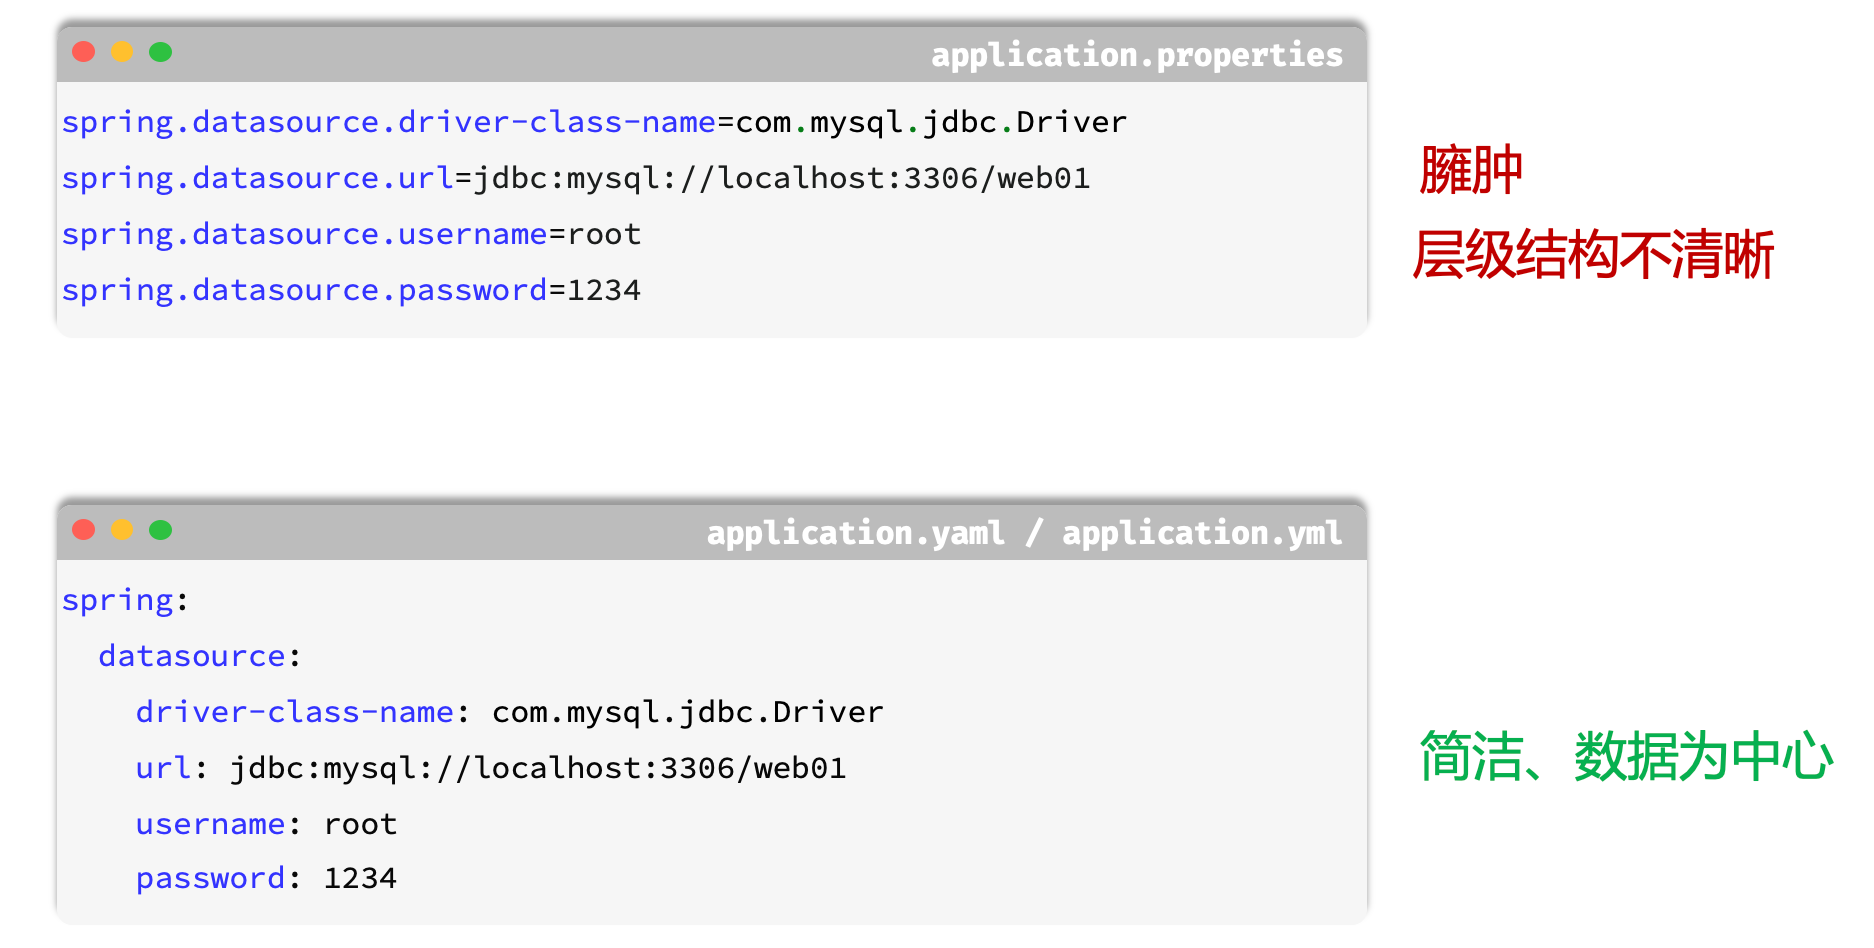 application.properties
spring.datasource.driver-class-name=com.mysql.jdbc.Driver
spring.datasource.url=jdbc:mysql://localhost:3306/web01
spring.datasource.username=root
spring.datasource.password=1234
臃肿
层级结构不清晰
application.yaml / application.yml
spring:
  datasource:
    driver-class-name: com.mysql.jdbc.Driver
    url: jdbc:mysql://localhost:3306/web01
    username: root
    password: 1234
简洁、数据为中心